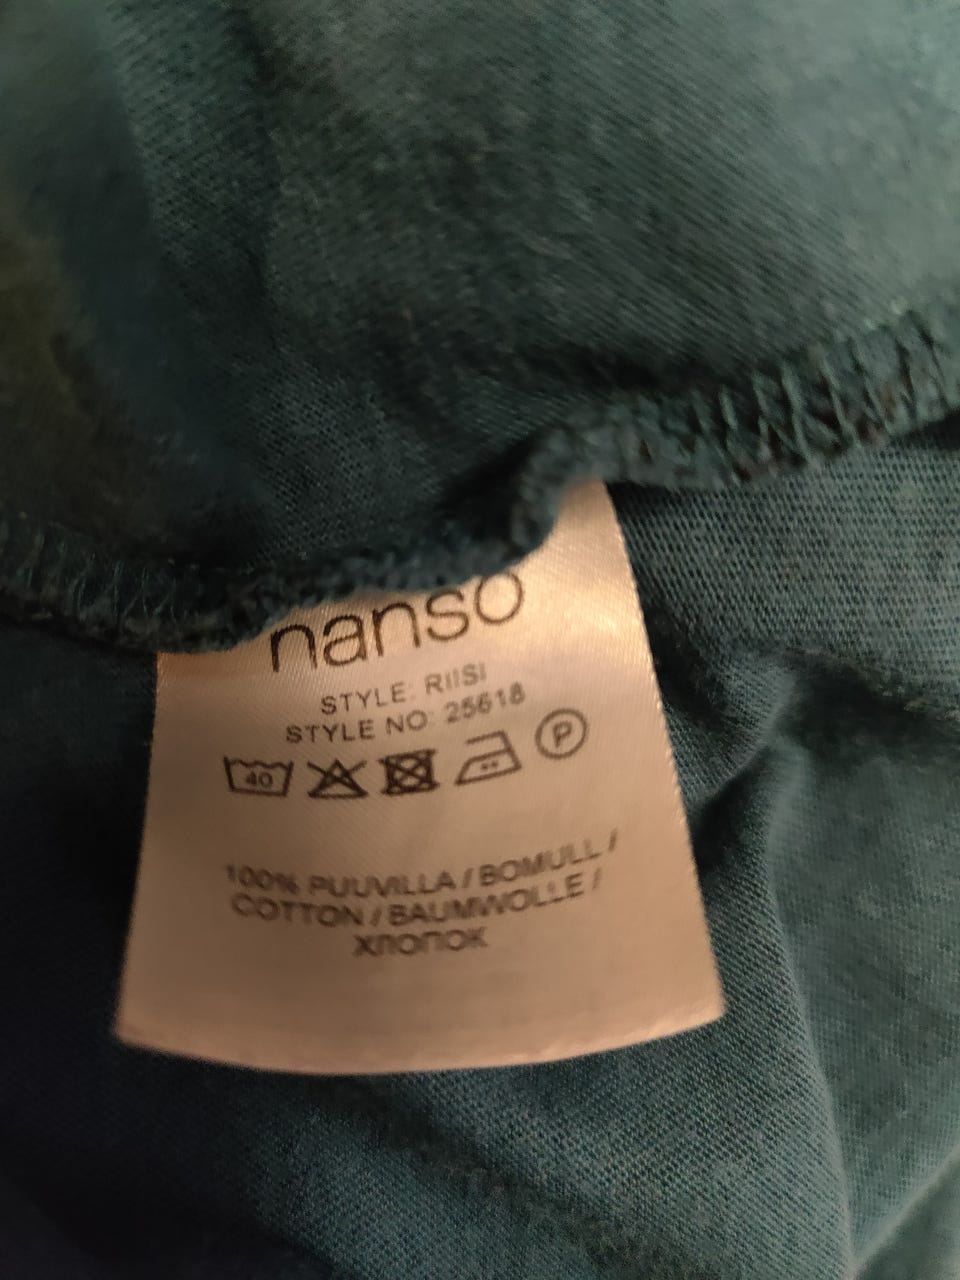 nanso
STYLE: RIISI
STYLE NO: 25618
40
P
100% PUUVILLA / BOMULL /
COTTON / BAUMWOLLE /
ХЛОПОК